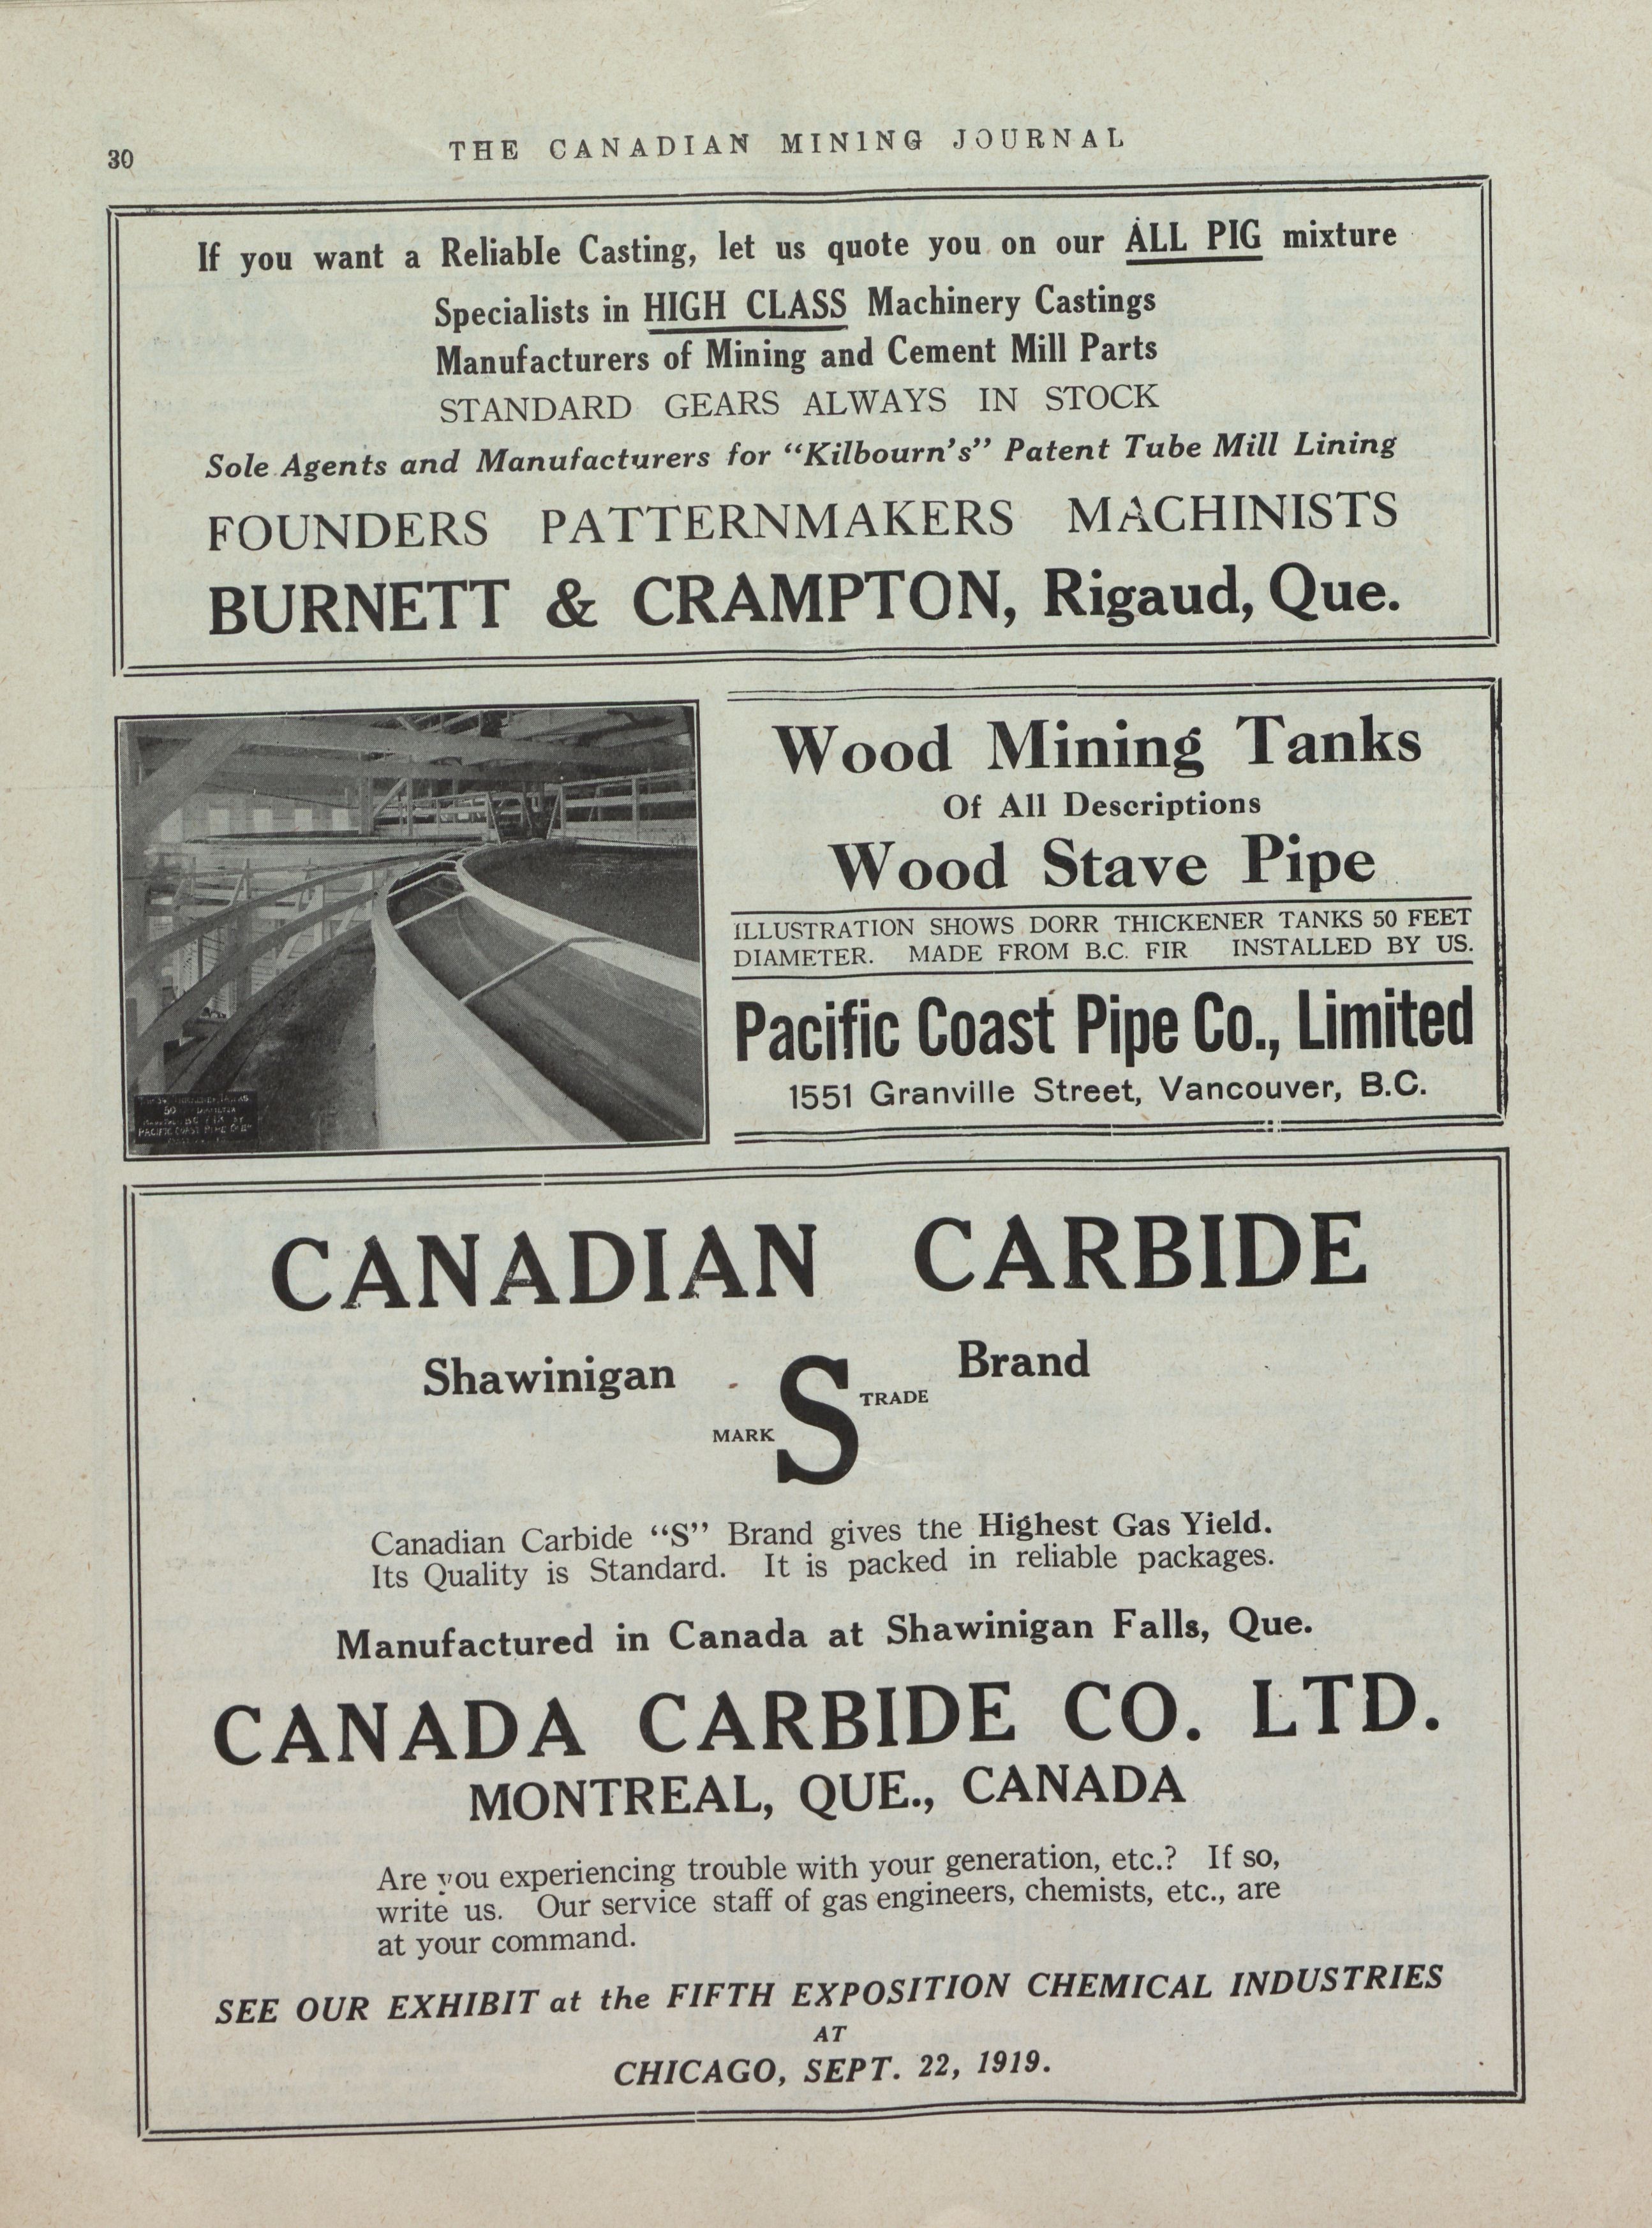 30
THE CANADIAN MINING JOURNAL
If you want a Reliable Casting, let us quote you on our ALL PIG mixture
Specialists in HIGH CLASS Machinery Castings
Manufacturers of Mining and Cement Mill Parts
STANDARD GEARS ALWAYS IN STOCK
Sole Agents and Manufacturers for “Kilbourn's” Patent Tube Mill Lining
FOUNDERS PATTERNMAKERS MACHINISTS
BURNETT & CRAMPTON, Rigaud, Que.
50
PACIFIC COAST PIPE CO
Wood Mining Tanks
Of All Descriptions
Wood Stave Pipe
ILLUSTRATION SHOWS DORR THICKENER TANKS 50 FEET
DIAMETER. MADE FROM B.C. FIR INSTALLED BY US.
Pacific Coast Pipe Co., Limited
1551 Granville Street, Vancouver, B.C.
CANADIAN CARBIDE
Shawinigan S Brand
TRADE
MARK
Canadian Carbide “S” Brand gives the Highest Gas Yield.
Its Quality is Standard. It is packed in reliable packages.
Manufactured in Canada at Shawinigan Falls, Que.
CANADA CARBIDE CO. LTD.
MONTREAL, QUE., CANADA
Are you experiencing trouble with your generation, etc.? If so,
write us. Our service staff of gas engineers, chemists, etc., are
at your command.
SEE OUR EXHIBIT at the FIFTH EXPOSITION CHEMICAL INDUSTRIES
AT
CHICAGO, SEPT. 22, 1919.